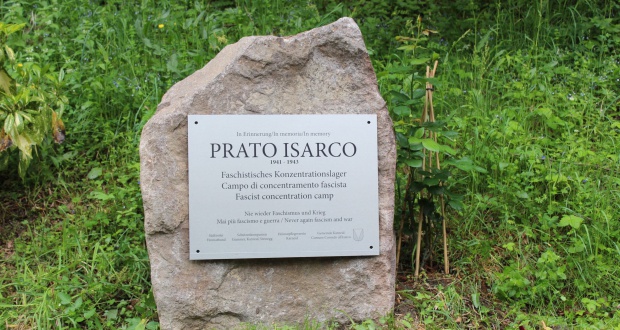 In Erinnerung/In memoria/In memory
PRATO ISARCO
1941 - 1943
Faschistisches Konzentrationslager
Campo di concentramento fascista
Fascist concentration camp
Nie wieder Faschismus und Krieg
Mai più fascismo e guerra / Never again fascism and war